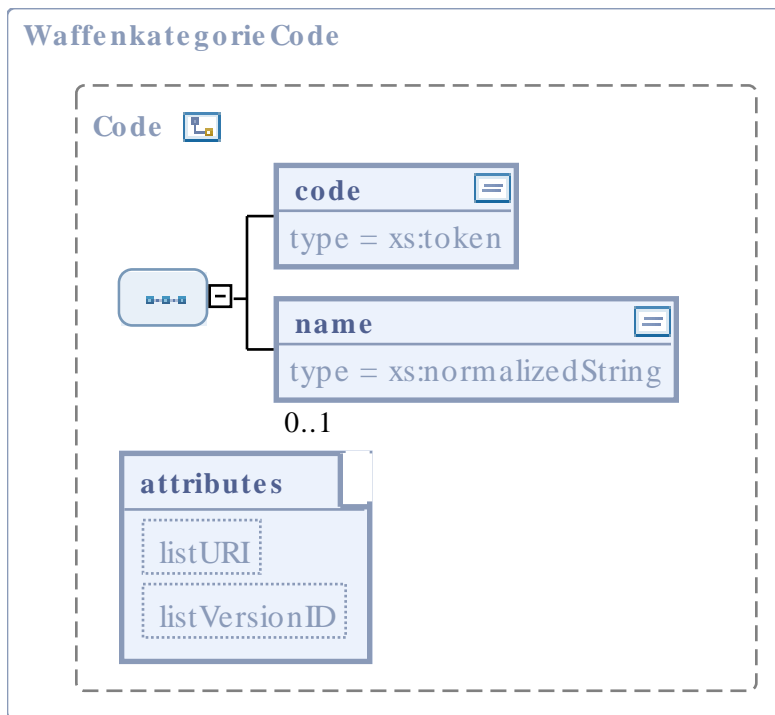 WaffenkategorieCode
Code
code
type = xs:token
name
type = xs:normalizedString
0..1
attributes
listURI
listVersionID